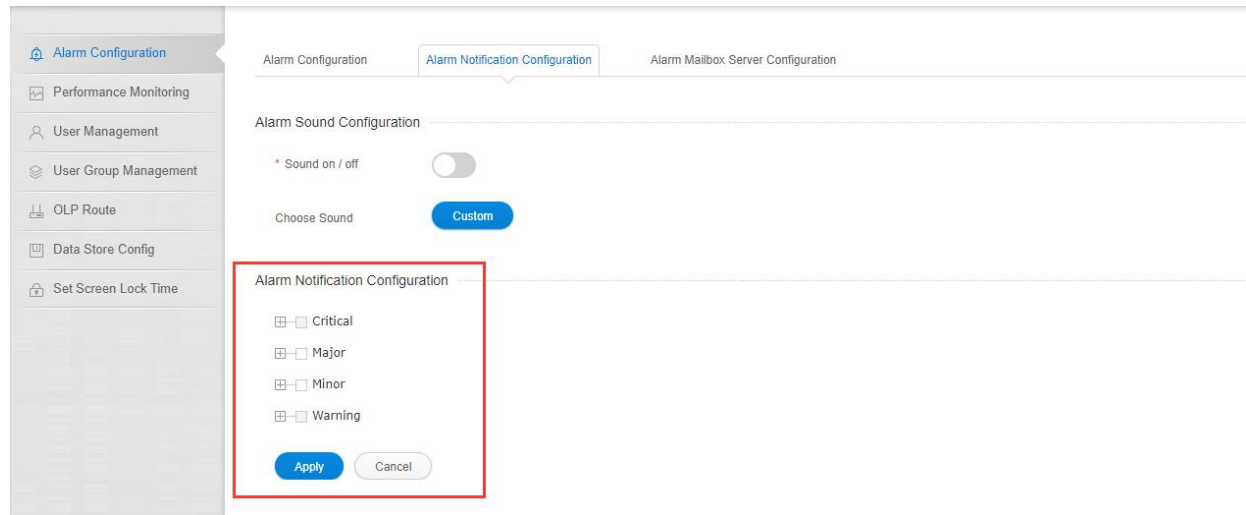 Alarm Configuration
Performance Monitoring
User Management
User Group Management
OLP Route
Data Store Config
Set Screen Lock Time
Alarm Configuration Alarm Notification Configuration Alarm Mailbox Server Configuration
Alarm Sound Configuration
* Sound on / off
Choose Sound Custom
Alarm Notification Configuration
Critical
Major
Minor
Warning
Apply Cancel